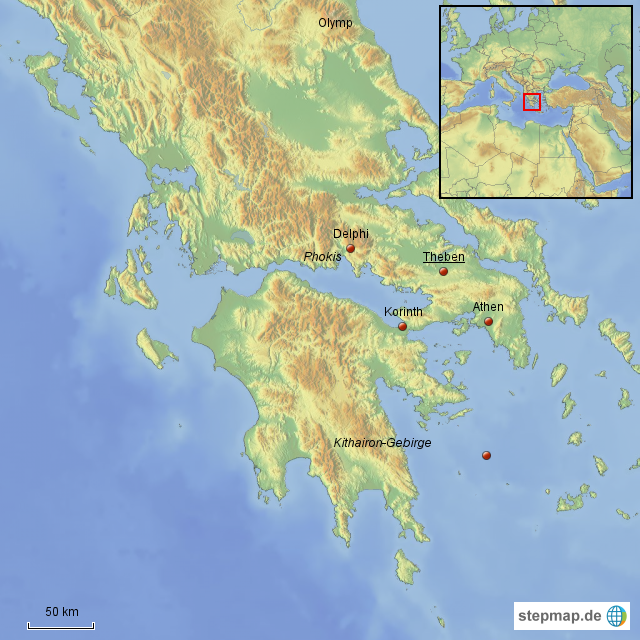 Olymp
Delphi
Phokis
Theben
Korinth
Athen
Kithairon-Gebirge
50 km
stepmap.de